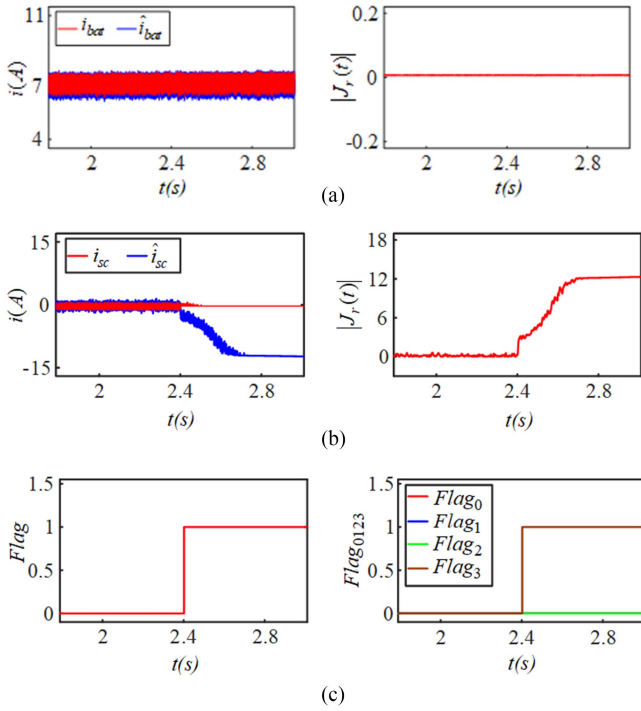 i_bat î_bat
i(A)
11
7
4
2 2.4 2.8
t(s)
|J_r(t)|
0.2
0
-0.2
2 2.4 2.8
t(s)
(a)
i_sc î_sc
i(A)
15
0
-15
2 2.4 2.8
t(s)
|J_r(t)|
18
12
6
0
2 2.4 2.8
t(s)
(b)
Flag
1.5
1
0.5
0
2 2.4 2.8
t(s)
Flag_0123
1.5
1
0.5
0
Flag_0
Flag_1
Flag_2
Flag_3
2 2.4 2.8
t(s)
(c)